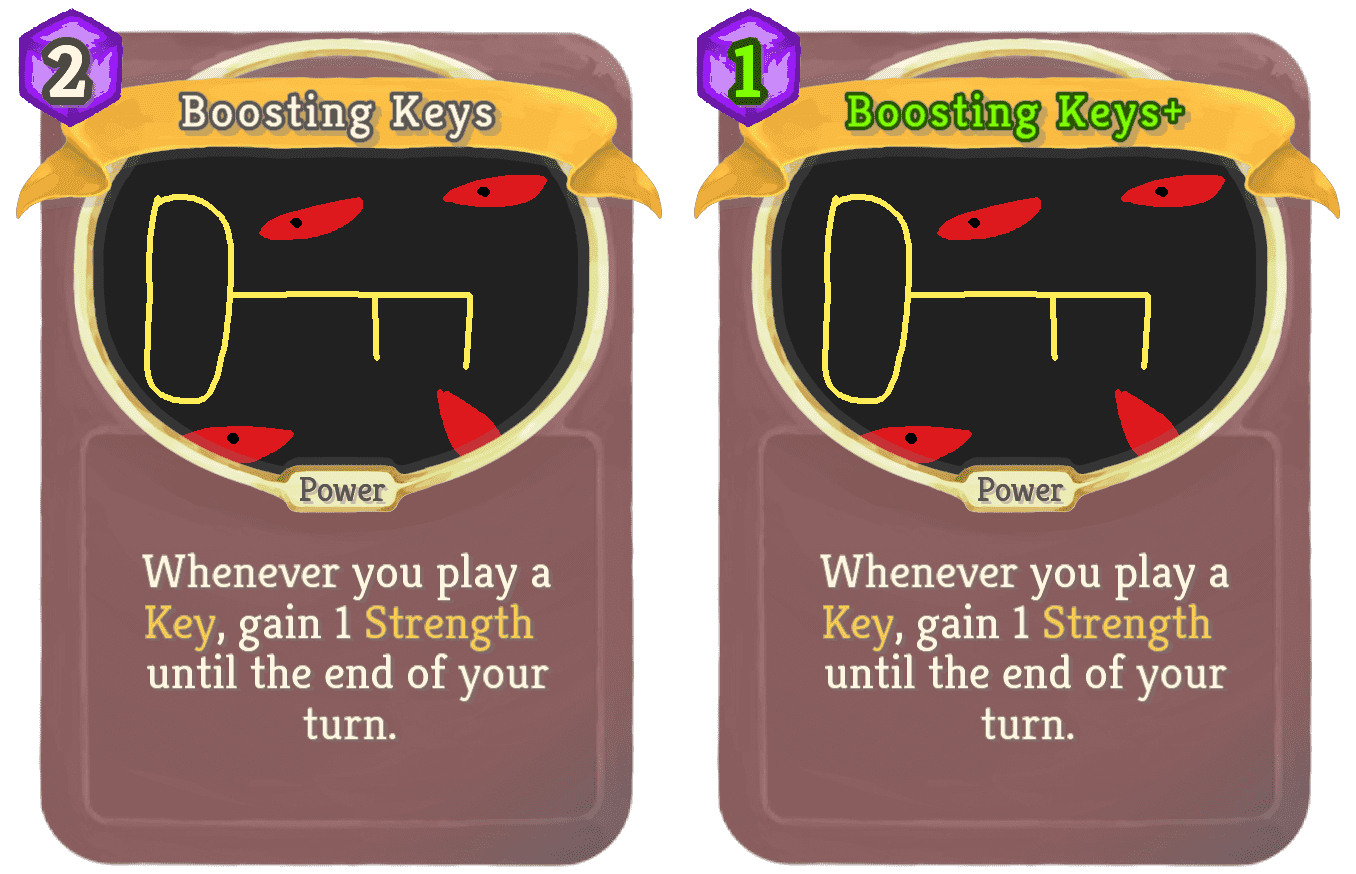 2
Boosting Keys
Power
Whenever you play a
Key, gain 1 Strength
until the end of your
turn.
1
Boosting Keys+
Power
Whenever you play a
Key, gain 1 Strength
until the end of your
turn.